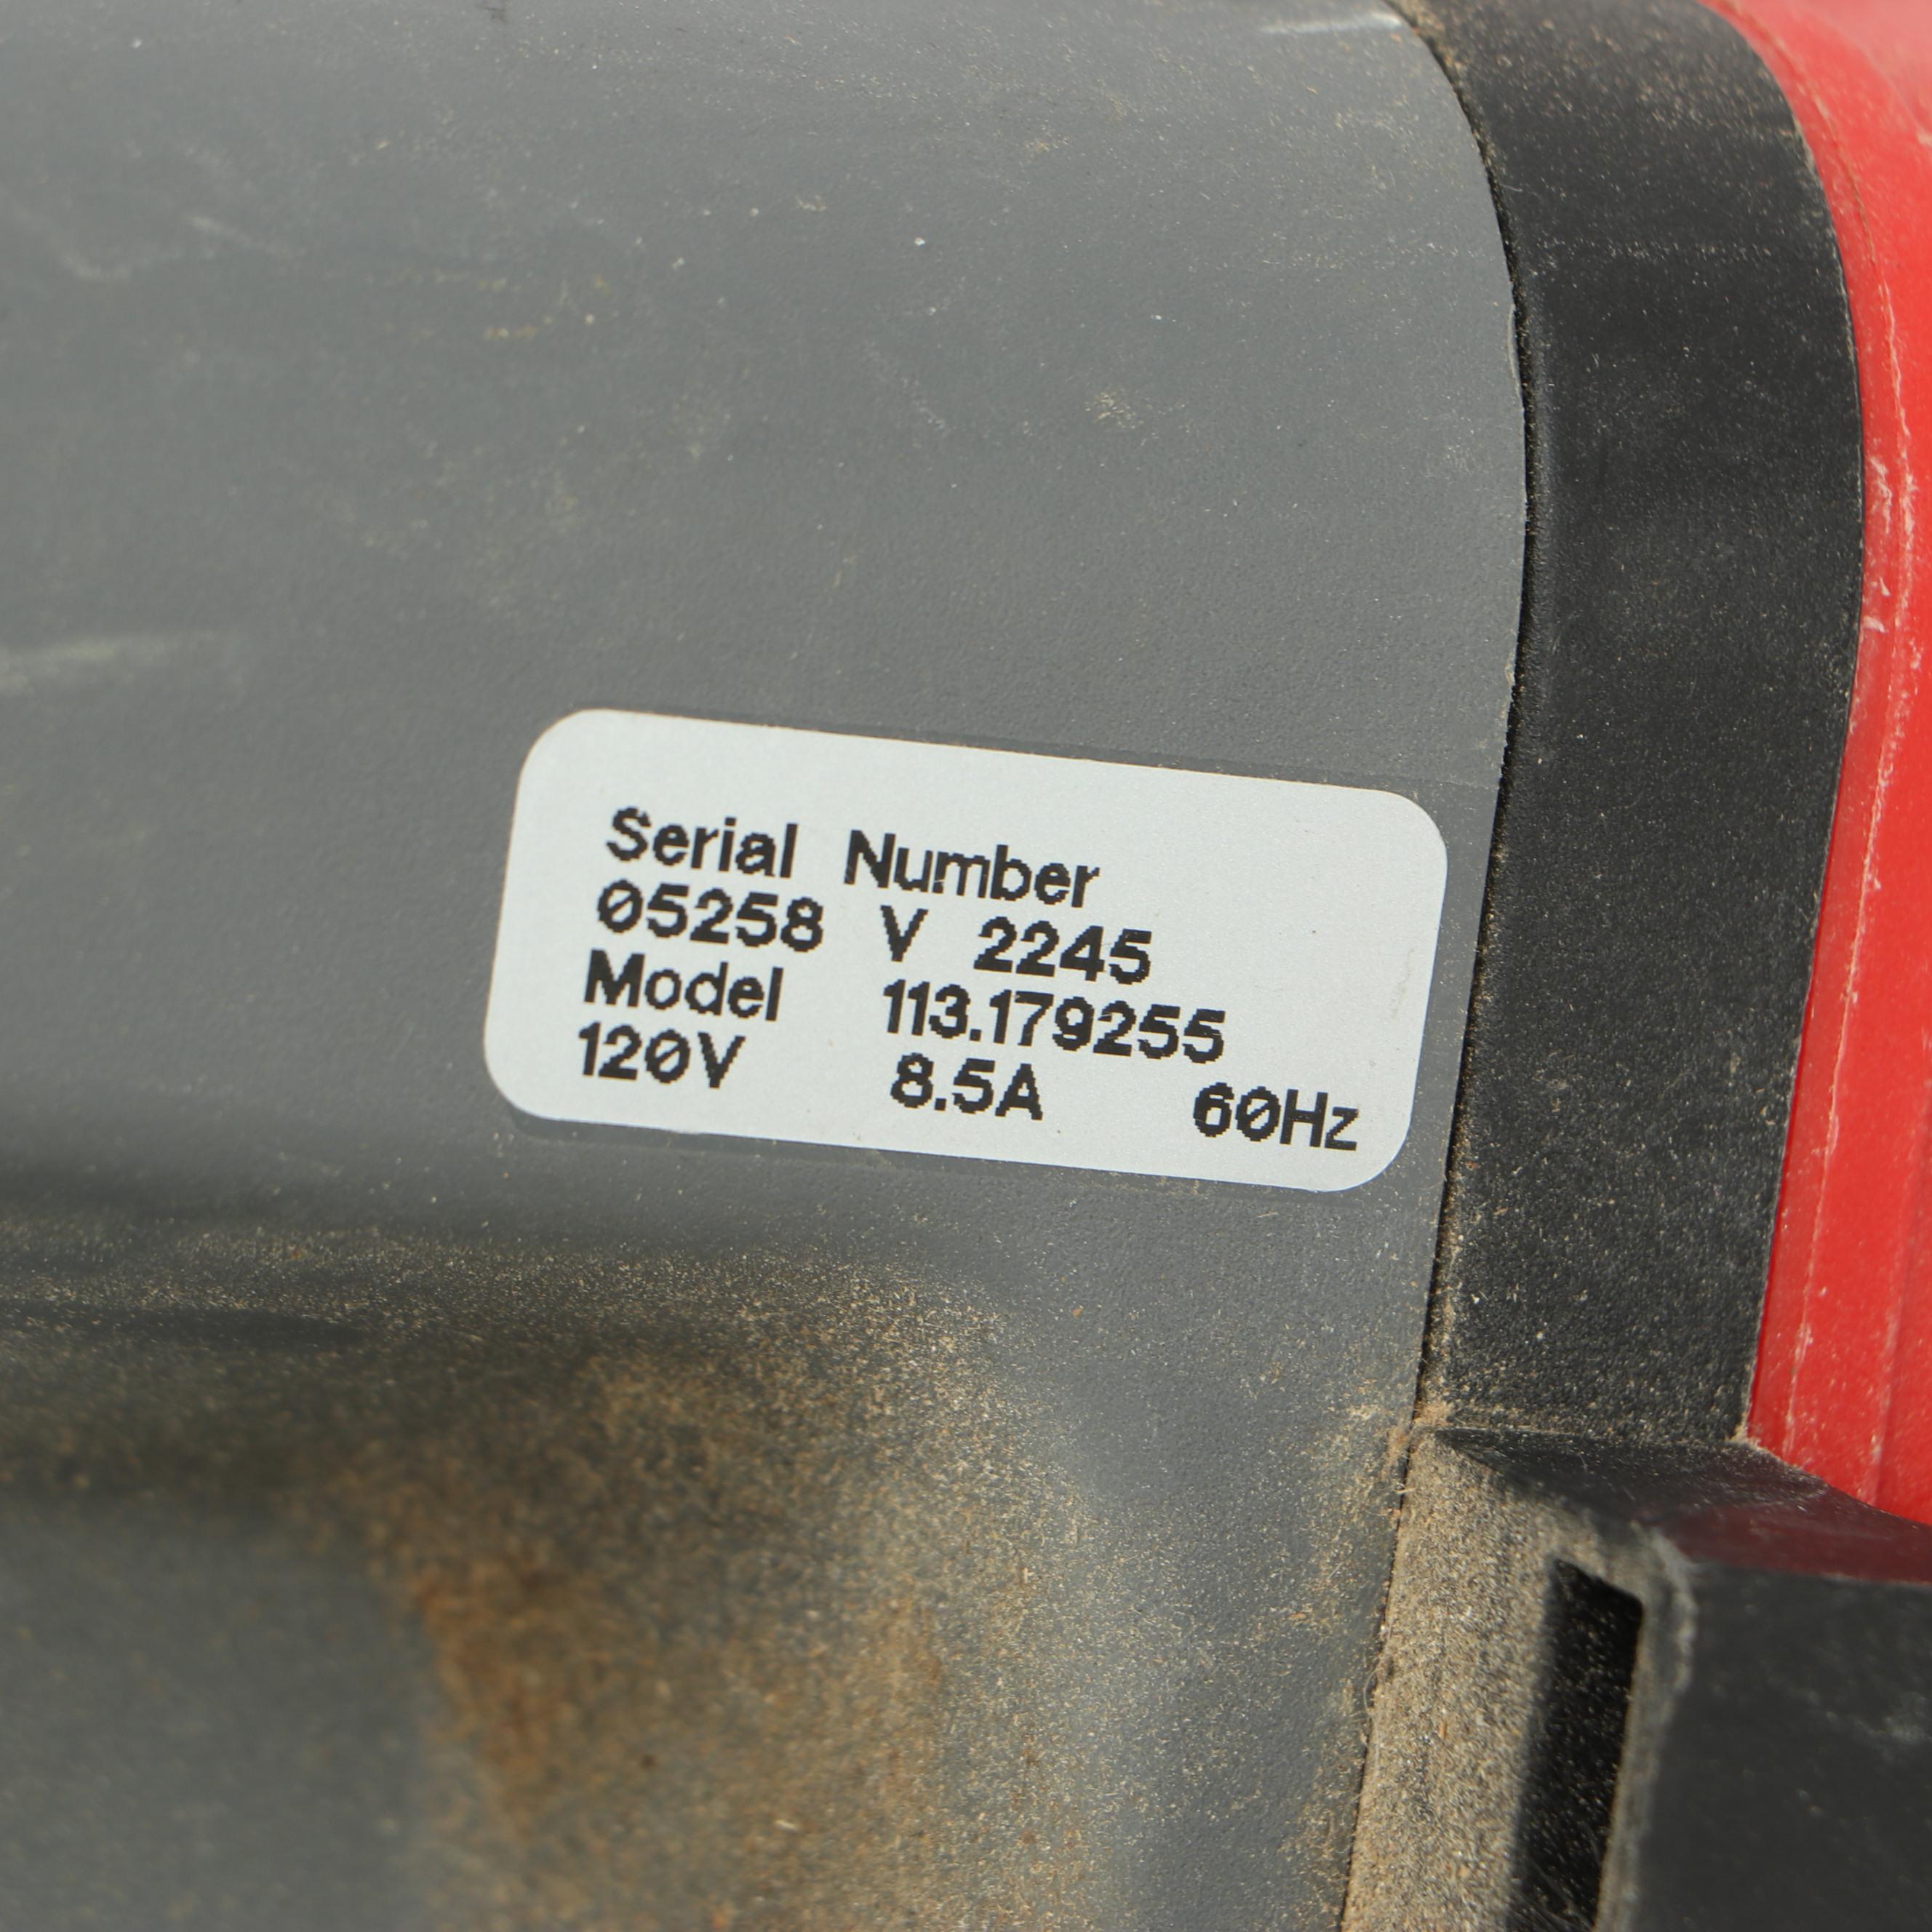 Serial Number
05258 V 2245
Model 113.179255
120V 8.5A 60Hz